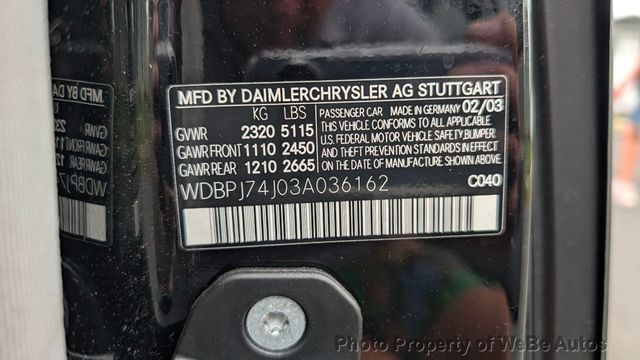 MFD BY DAIMLERCHRYSLER AG STUTTGART
KG LBS
GVWR 2320 5115
GAWR FRONT 1110 2450
GAWR REAR 1210 2665
PASSENGER CAR MADE IN GERMANY 02/03
THIS VEHICLE CONFORMS TO ALL APPLICABLE
U.S. FEDERAL MOTOR VEHICLE SAFETY, BUMPER
AND THEFT PREVENTION STANDARDS IN EFFECT
ON THE DATE OF MANUFACTURE SHOWN ABOVE.
WDBPJ74J03A036162
C040
Photo Property of WeBe Autos